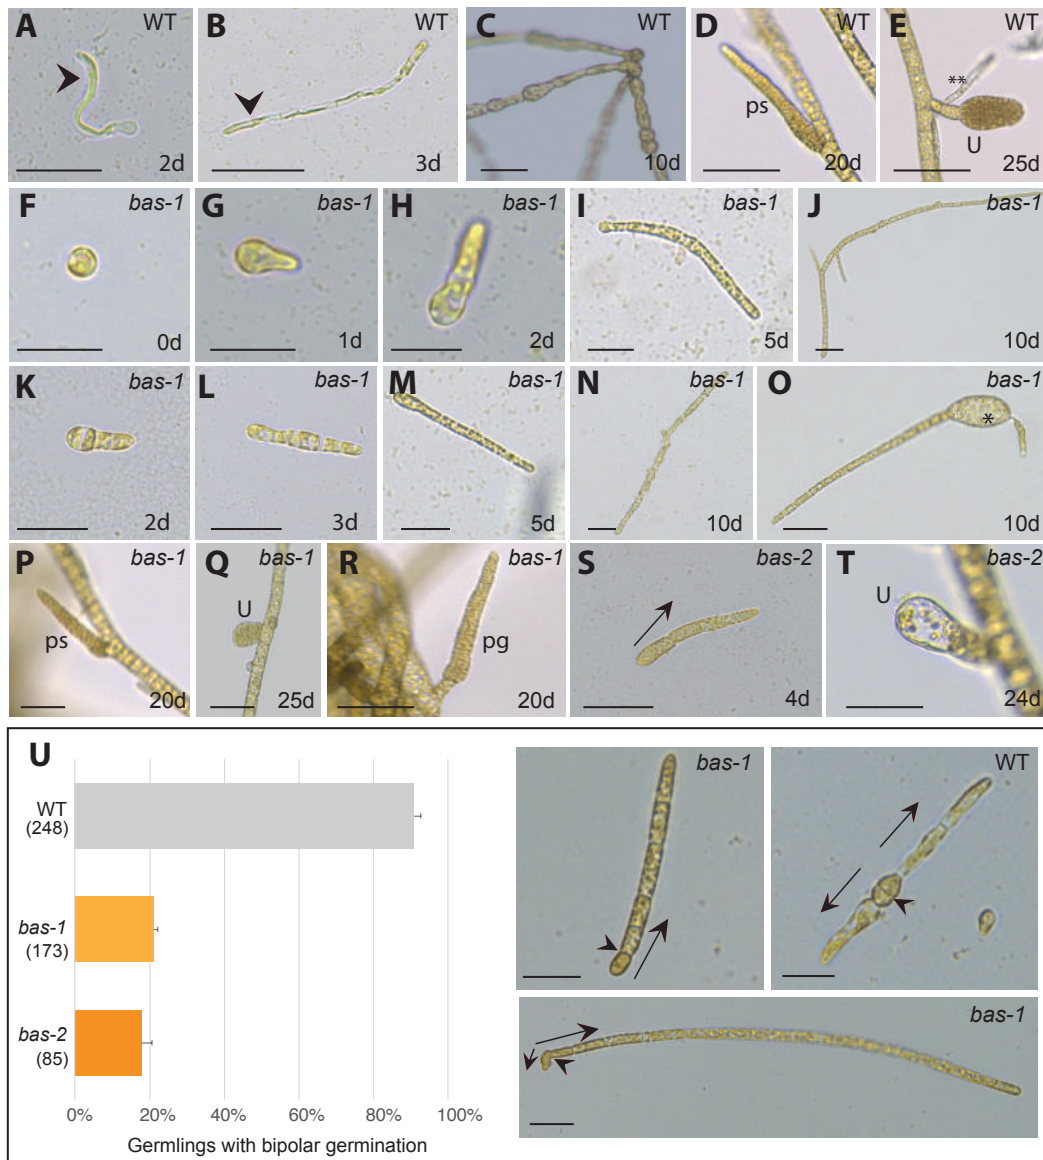 A WT 2d
B WT 3d
C WT 10d
D WT ps 20d
E WT ** U 25d
F bas-1 0d
G bas-1 1d
H bas-1 2d
I bas-1 5d
J bas-1 10d
K bas-1 2d
L bas-1 3d
M bas-1 5d
N bas-1 10d
O bas-1 * 10d
P bas-1 ps 20d
Q bas-1 U 25d
R bas-1 pg 20d
S bas-2 4d
T bas-2 U 24d
U
WT
(248)
bas-1
(173)
bas-2
(85)
0% 20% 40% 60% 80% 100%
Germlings with bipolar germination
bas-1
WT
bas-1